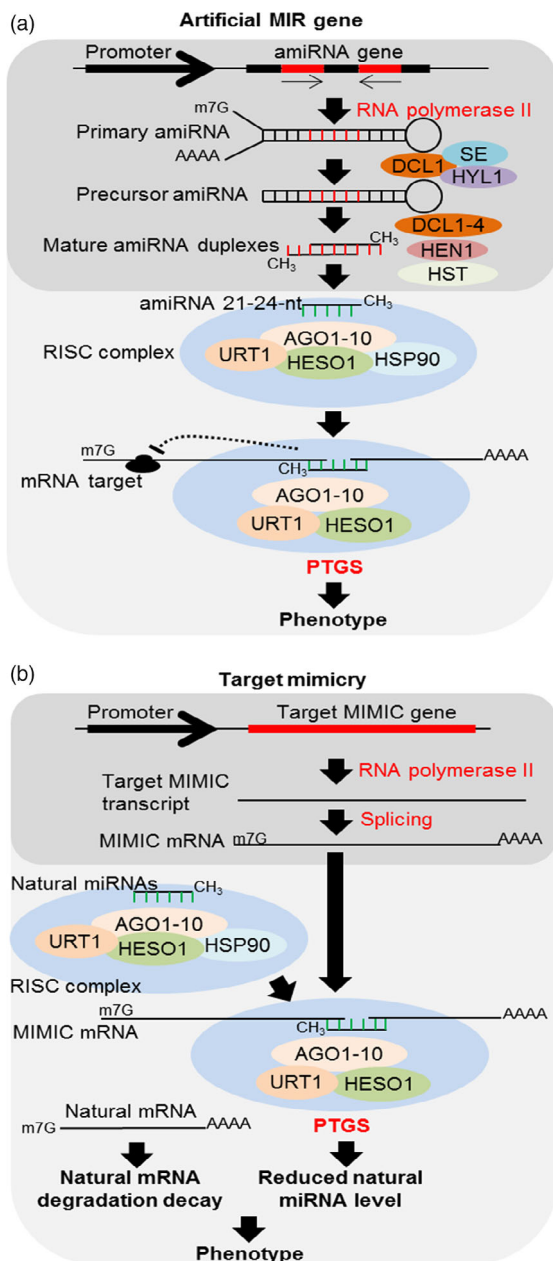 (a)
Artificial MIR gene
Promoter
amiRNA gene
m7G
RNA polymerase II
Primary amiRNA
AAAA
DCL1
SE
HYL1
Precursor amiRNA
DCL1-4
Mature amiRNA duplexes
CH3
CH3
HEN1
HST
amiRNA 21-24-nt
CH3
RISC complex
AGO1-10
URT1
HESO1
HSP90
m7G
AAAA
mRNA target
CH3
AGO1-10
URT1
HESO1
PTGS
Phenotype
(b)
Target mimicry
Promoter
Target MIMIC gene
RNA polymerase II
Target MIMIC
transcript
Splicing
MIMIC mRNA
m7G
AAAA
Natural miRNAs
CH3
AGO1-10
URT1
HESO1
HSP90
RISC complex
m7G
AAAA
MIMIC mRNA
CH3
AGO1-10
URT1
HESO1
Natural mRNA
m7G
AAAA
PTGS
Natural mRNA
degradation decay
Reduced natural
miRNA level
Phenotype